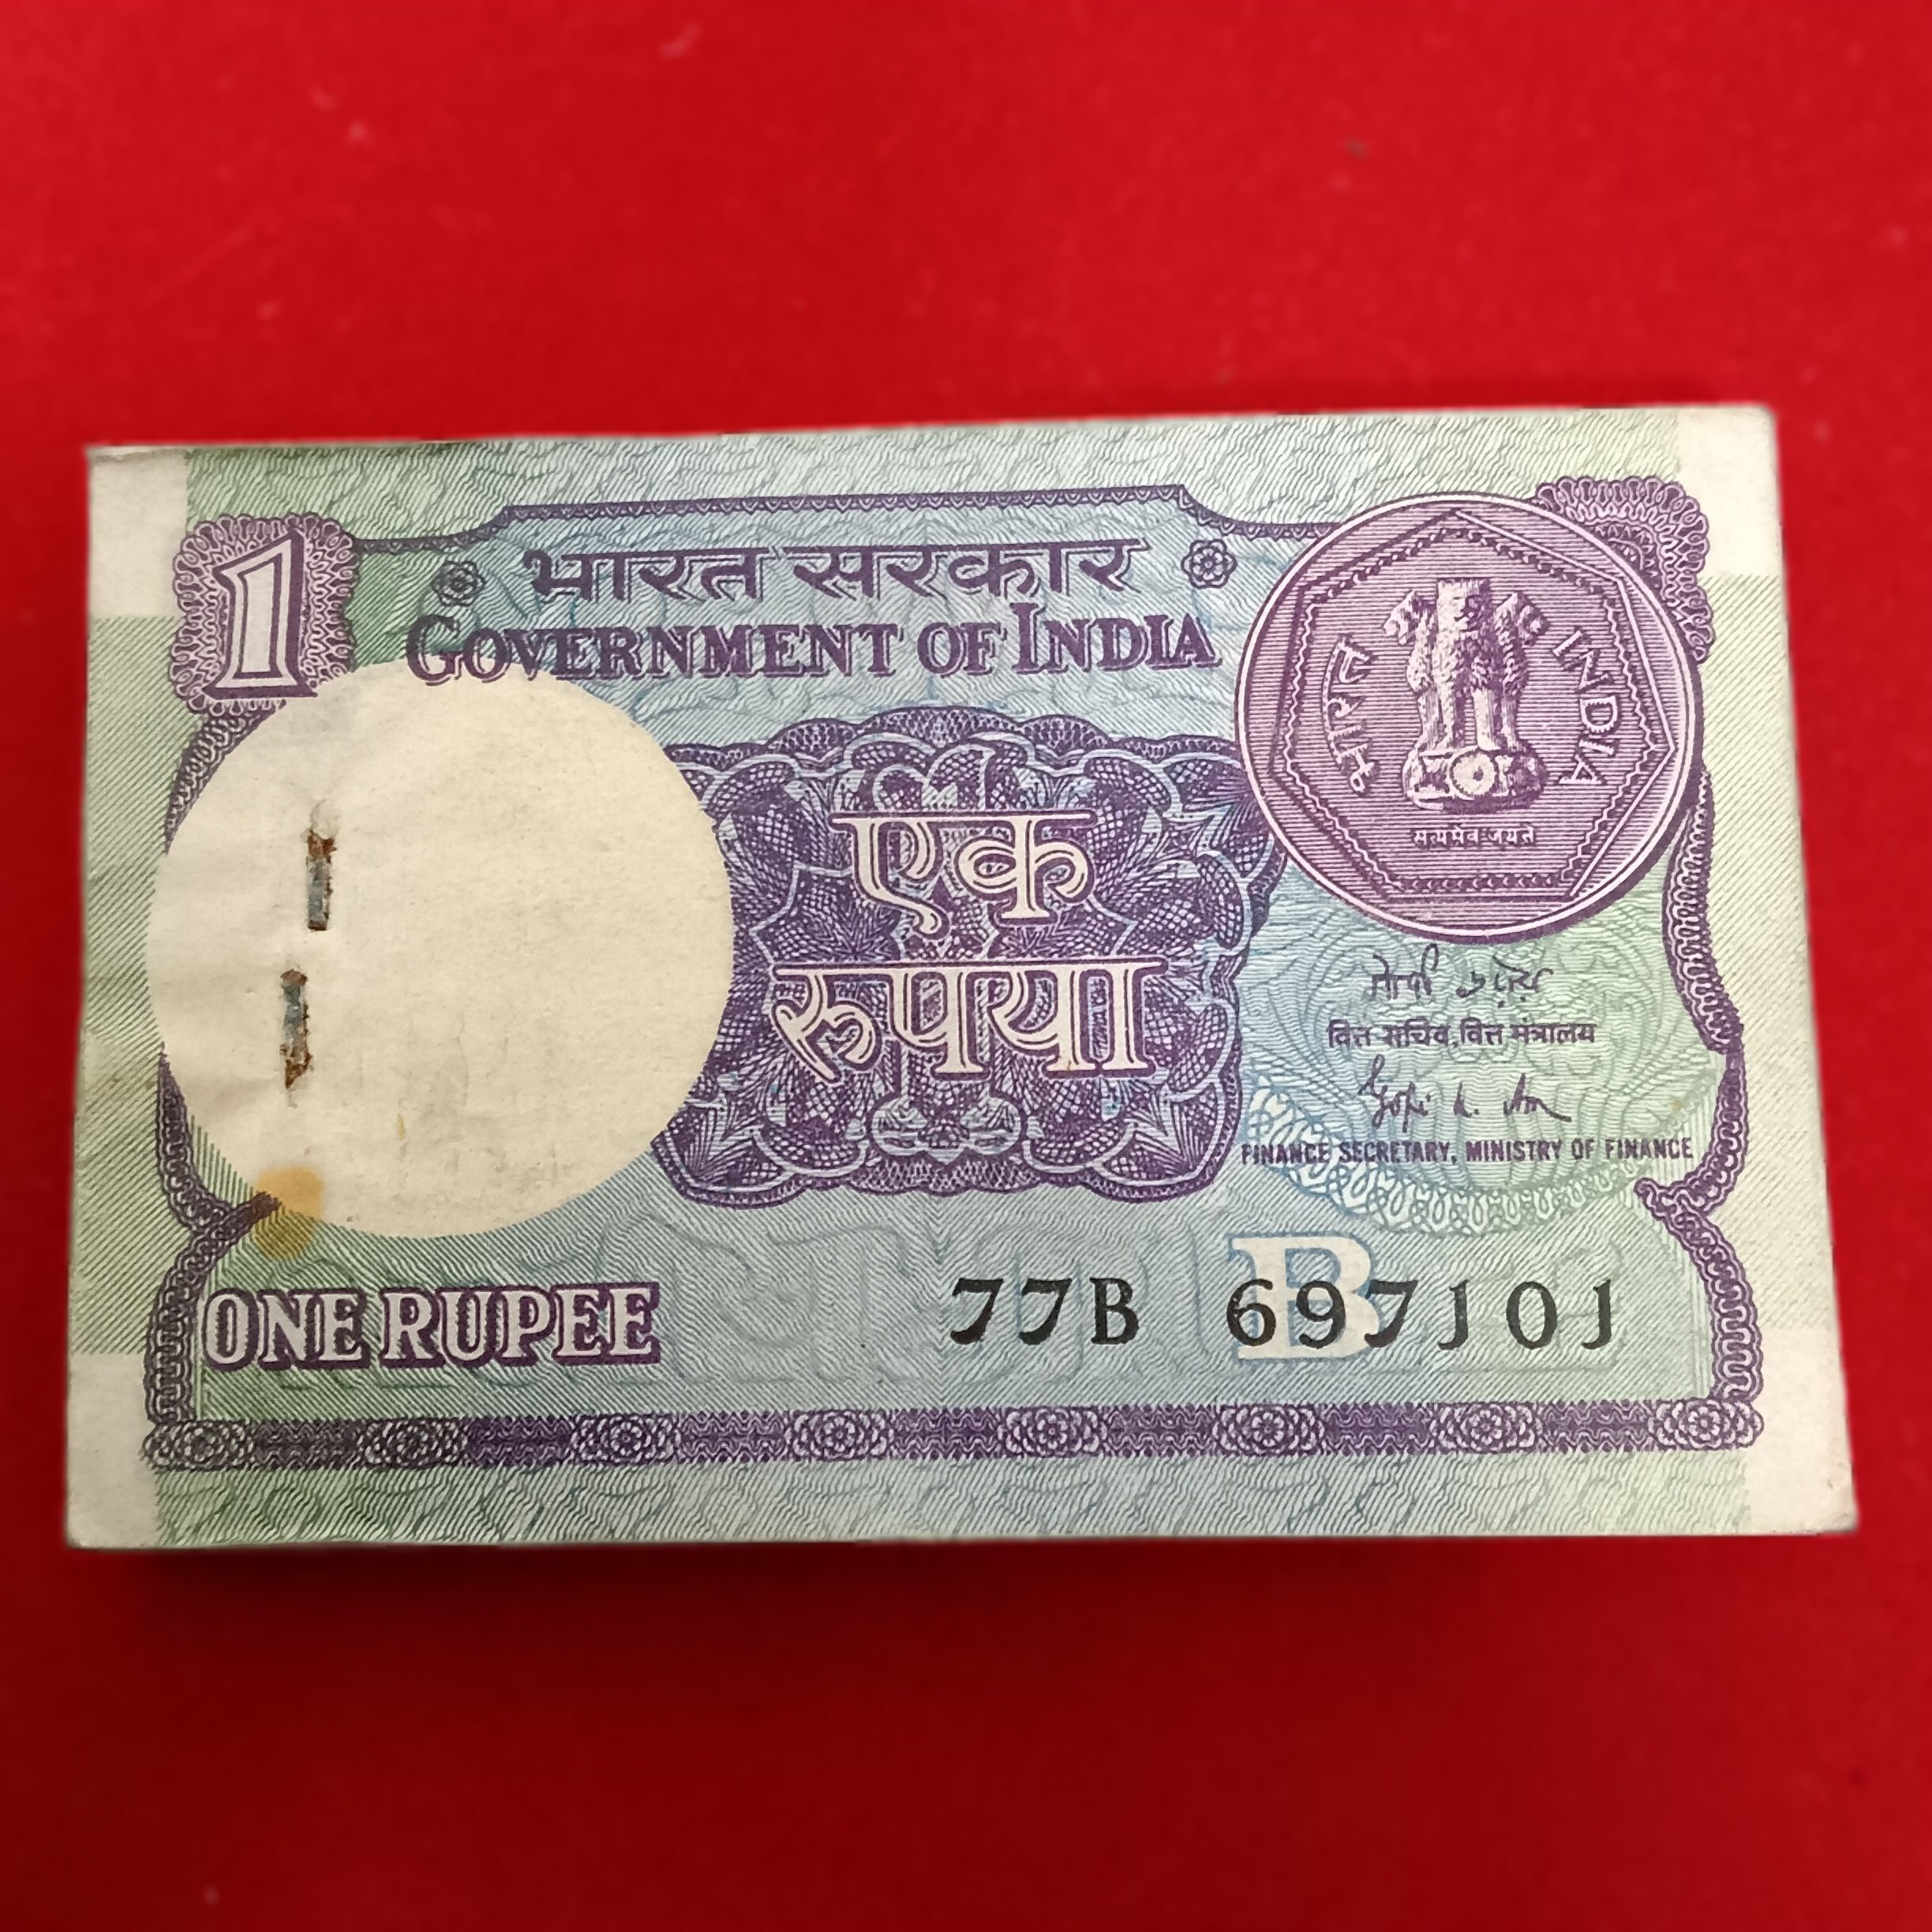 1
भारत सरकार
GOVERNMENT OF INDIA
भारत INDIA
सत्यमेव जयते
एक
रुपया
वित्त सचिव, वित्त मंत्रालय
FINANCE SECRETARY, MINISTRY OF FINANCE
B
ONE RUPEE 77B 697101